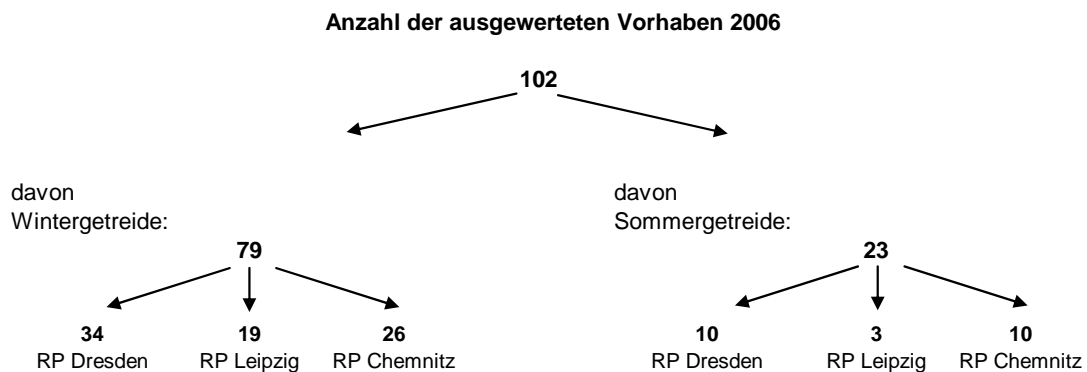 Anzahl der ausgewerteten Vorhaben 2006
102
davon
Wintergetreide:
79
34
RP Dresden
19
RP Leipzig
26
RP Chemnitz
davon
Sommergetreide:
23
10
RP Dresden
3
RP Leipzig
10
RP Chemnitz